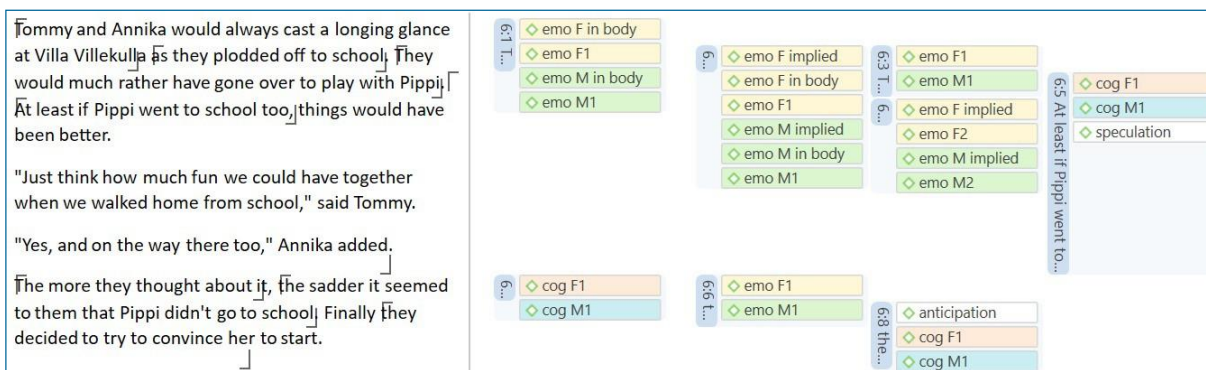 Tommy and Annika would always cast a longing glance
at Villa Villekulla as they plodded off to school. They
would much rather have gone over to play with Pippi.
At least if Pippi went to school too, things would have
been better.
"Just think how much fun we could have together
when we walked home from school," said Tommy.
"Yes, and on the way there too," Annika added.
The more they thought about it, the sadder it seemed
to them that Pippi didn't go to school. Finally they
decided to try to convince her to start.
6:1 T...
emo F in body
emo F1
emo M in body
emo M1
6...
emo F implied
emo F in body
emo F1
emo M implied
emo M in body
emo M1
6:3 T...
emo F1
emo M1
6...
emo F implied
emo F2
emo M implied
emo M2
6:5 At least if Pippi went to...
cog F1
cog M1
speculation
6...
cog F1
cog M1
6:6 t...
emo F1
emo M1
6:8 the...
anticipation
cog F1
cog M1